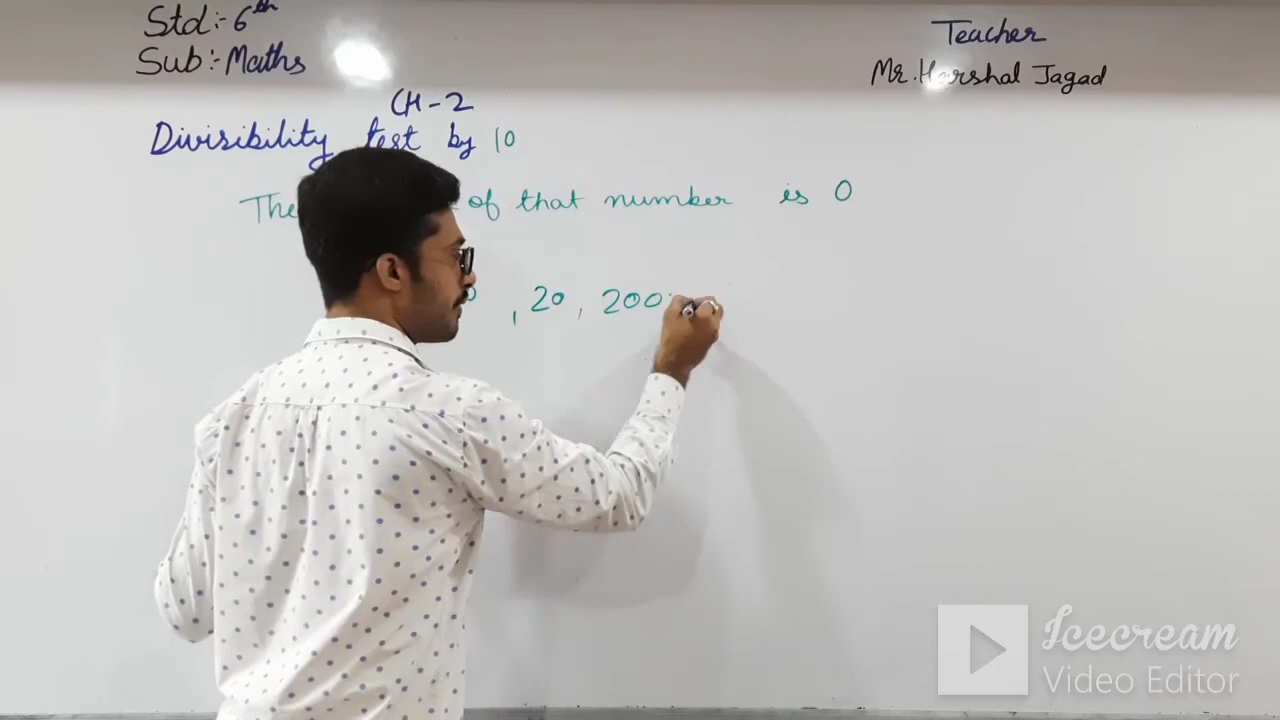 Std:- 6th
Sub:- Maths
Teacher
Mr. Harshal Jagad
CH-2
Divisibility test by 10
The of that number is 0
, 20, 200
Icecream
Video Editor